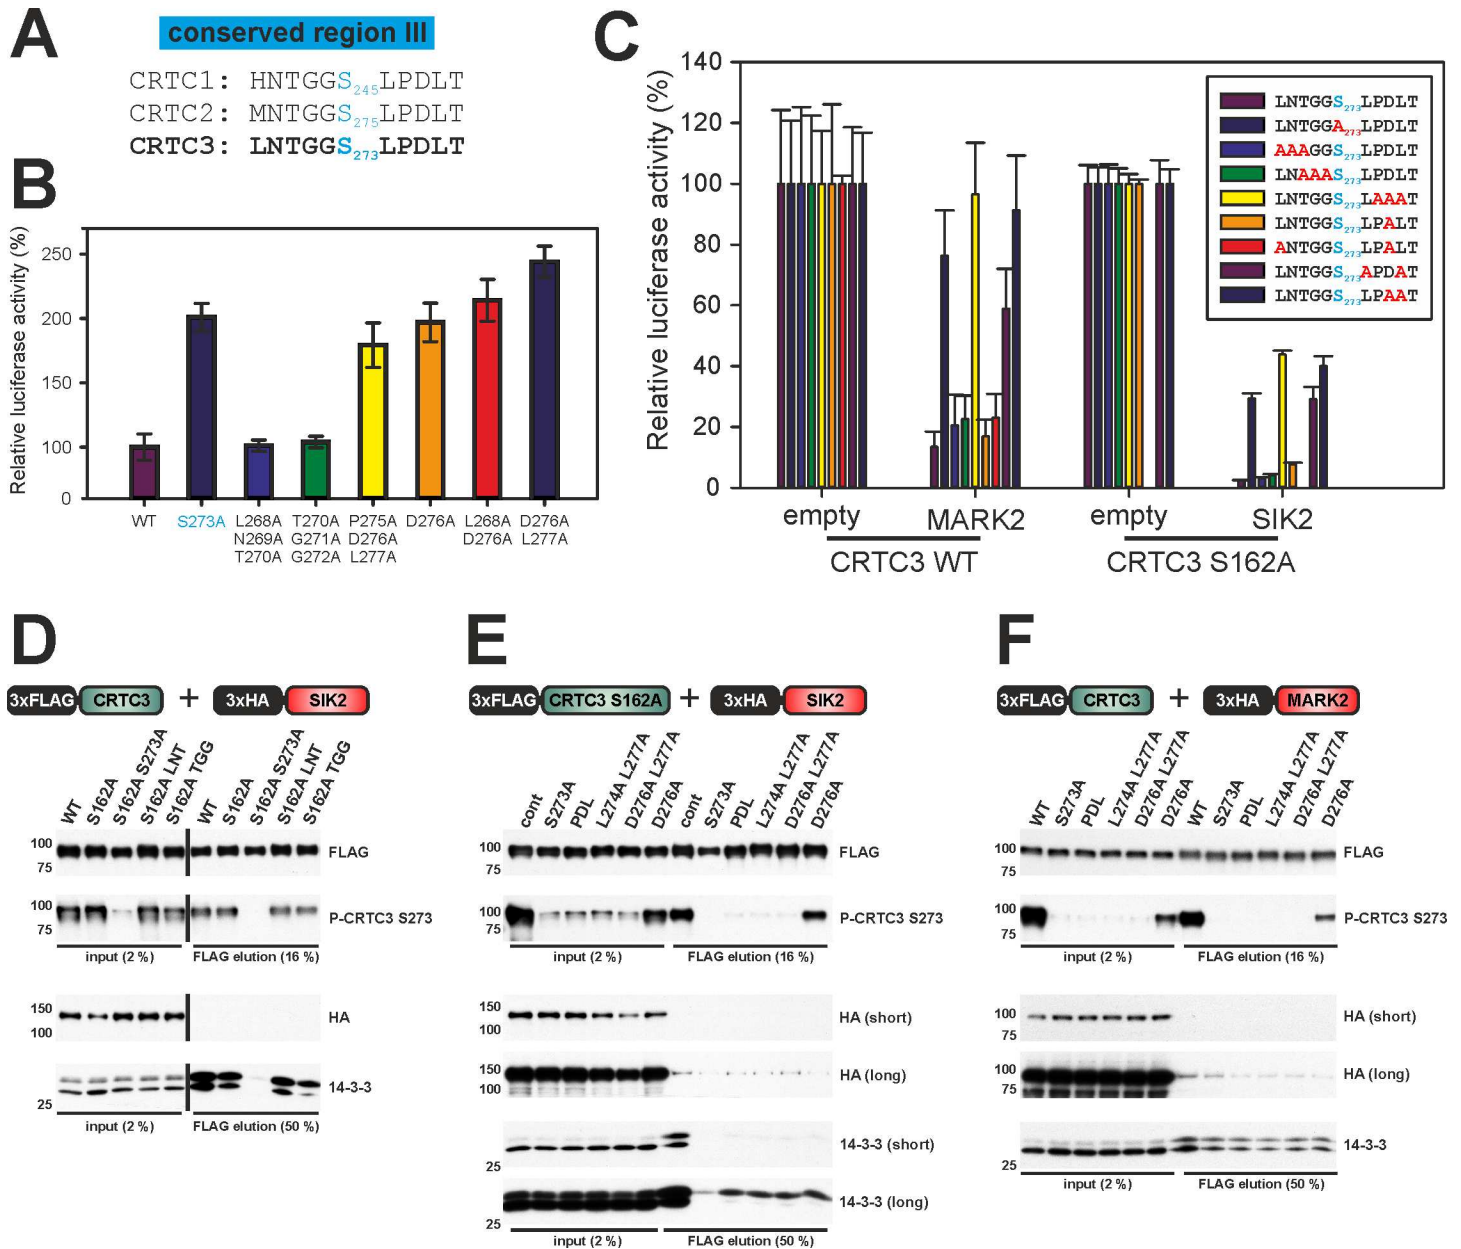 A
conserved region III
CRTC1: HNTGGS245LPDLT
CRTC2: MNTGGS275LPDLT
CRTC3: LNTGGS273LPDLT
B
Relative luciferase activity (%)
250
200
150
100
0
WT
S273A
L268A
N269A
T270A
T270A
G271A
G272A
P275A
D276A
L277A
D276A
L268A
D276A
D276A
L277A
C
Relative luciferase activity (%)
140
120
100
80
60
40
20
0
LNTGGS273LPDLT
LNTGGA273LPDLT
AAAGGS273LPDLT
LNAAAS273LPDLT
LNTGGS273LAAAT
LNTGGS273LPALT
ANTGGS273LPALT
LNTGGS273APDAT
LNTGGS273LPAAT
empty MARK2 empty SIK2
CRTC3 WT CRTC3 S162A
D
3xFLAG CRTC3 + 3xHA SIK2
WT
S162A
S162A S273A
S162A LNT
S162A TGG
WT
S162A
S162A S273A
S162A LNT
S162A TGG
100
75
FLAG
100
75
P-CRTC3 S273
input (2 %) FLAG elution (16 %)
150
100
HA
25
14-3-3
input (2 %) FLAG elution (50 %)
E
3xFLAG CRTC3 S162A + 3xHA SIK2
cont
S273A
PDL
L274A L277A
D276A L277A
D276A
cont
S273A
PDL
L274A L277A
D276A L277A
D276A
100
75
FLAG
100
75
P-CRTC3 S273
input (2 %) FLAG elution (16 %)
150
100
HA (short)
150
100
HA (long)
25
14-3-3 (short)
25
14-3-3 (long)
input (2 %) FLAG elution (50 %)
F
3xFLAG CRTC3 + 3xHA MARK2
WT
S273A
PDL
L274A L277A
D276A L277A
D276A
WT
S273A
PDL
L274A L277A
D276A L277A
D276A
100
75
FLAG
100
75
P-CRTC3 S273
input (2 %) FLAG elution (16 %)
100
75
HA (short)
100
75
HA (long)
25
14-3-3
input (2 %) FLAG elution (50 %)